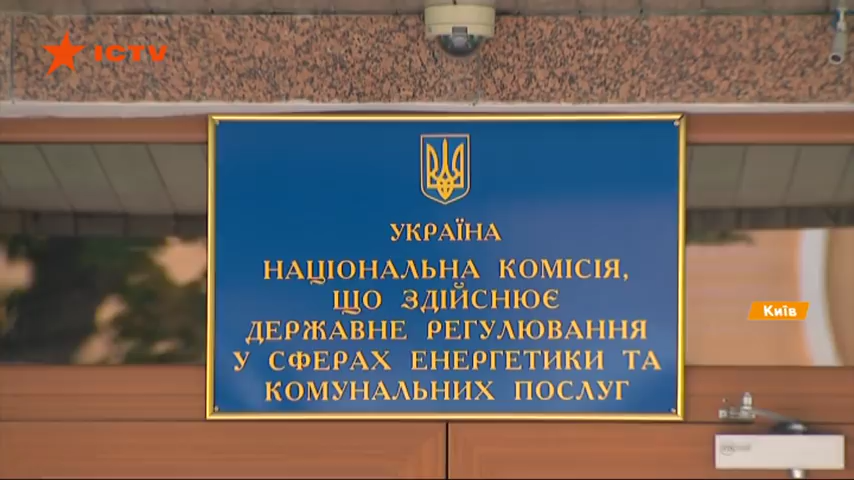 ICTV
УКРАЇНА
НАЦІОНАЛЬНА КОМІСІЯ,
ЩО ЗДІЙСНЮЄ
ДЕРЖАВНЕ РЕГУЛЮВАННЯ
У СФЕРАХ ЕНЕРГЕТИКИ ТА
КОМУНАЛЬНИХ ПОСЛУГ
Київ